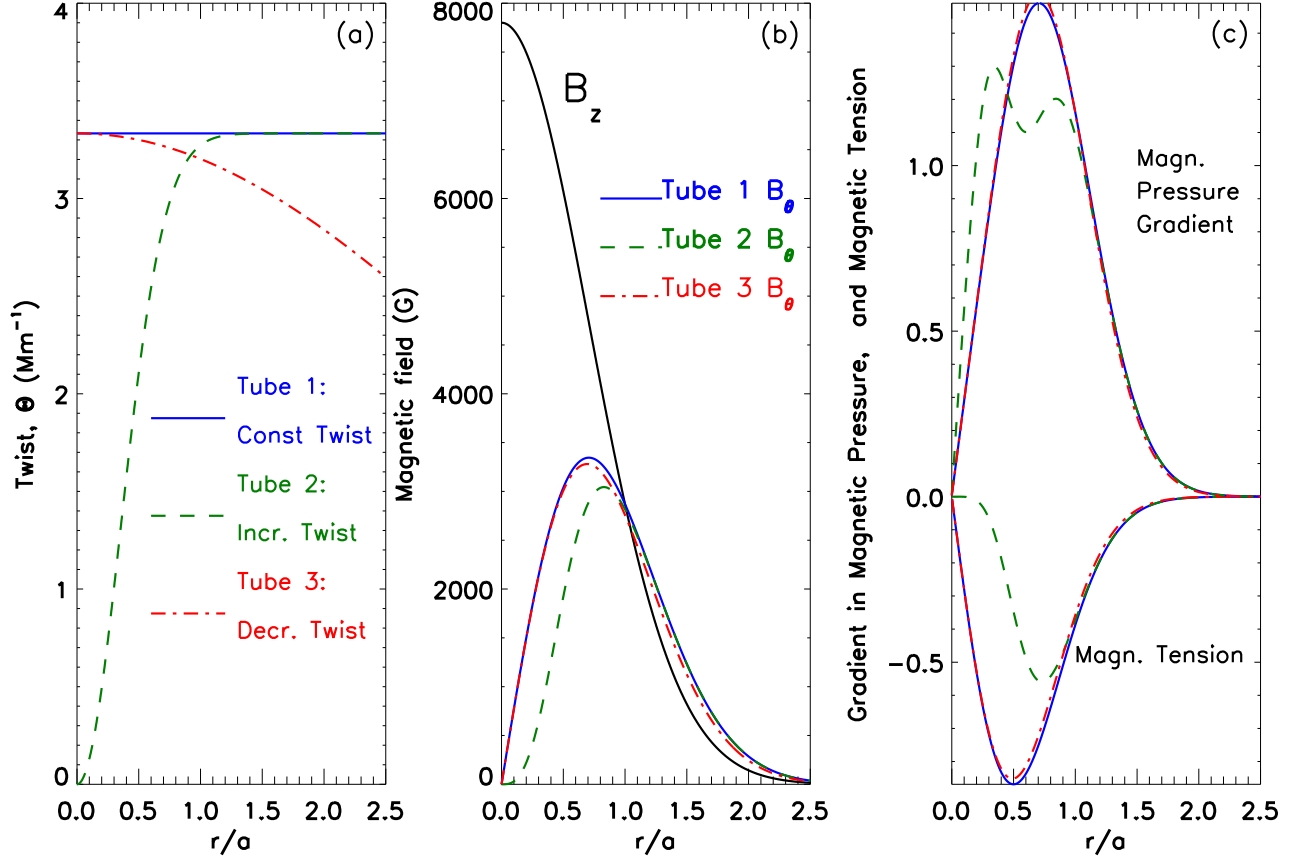 (a)
4
3
2
1
0
0.0 0.5 1.0 1.5 2.0 2.5
r/a
Twist, Θ (Mm⁻¹)
Tube 1:
Const Twist
Tube 2:
Incr. Twist
Tube 3:
Decr. Twist
(b)
8000
6000
4000
2000
0
0.0 0.5 1.0 1.5 2.0 2.5
r/a
Magnetic field (G)
B_z
Tube 1 B_θ
Tube 2 B_θ
Tube 3 B_θ
(c)
1.0
0.5
0.0
−0.5
0.0 0.5 1.0 1.5 2.0 2.5
r/a
Gradient in Magnetic Pressure, and Magnetic Tension
Magn.
Pressure
Gradient
Magn. Tension